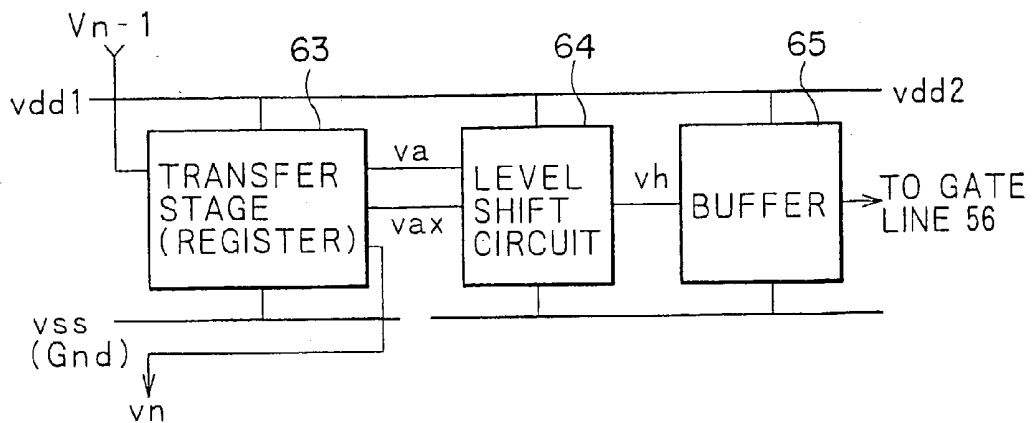 Vn-1
63
64
65
vdd1
vdd2
TRANSFER
STAGE
(REGISTER)
va
vax
LEVEL
SHIFT
CIRCUIT
vh
BUFFER
TO GATE
LINE 56
vss
(Gnd)
vn